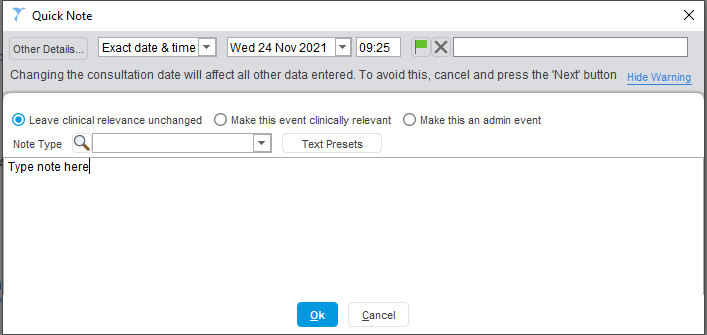 Quick Note
Other Details... Exact date & time Wed 24 Nov 2021 09:25
Changing the consultation date will affect all other data entered. To avoid this, cancel and press the 'Next' button Hide Warning
Leave clinical relevance unchanged Make this event clinically relevant Make this an admin event
Note Type Text Presets
Type note here
Ok Cancel